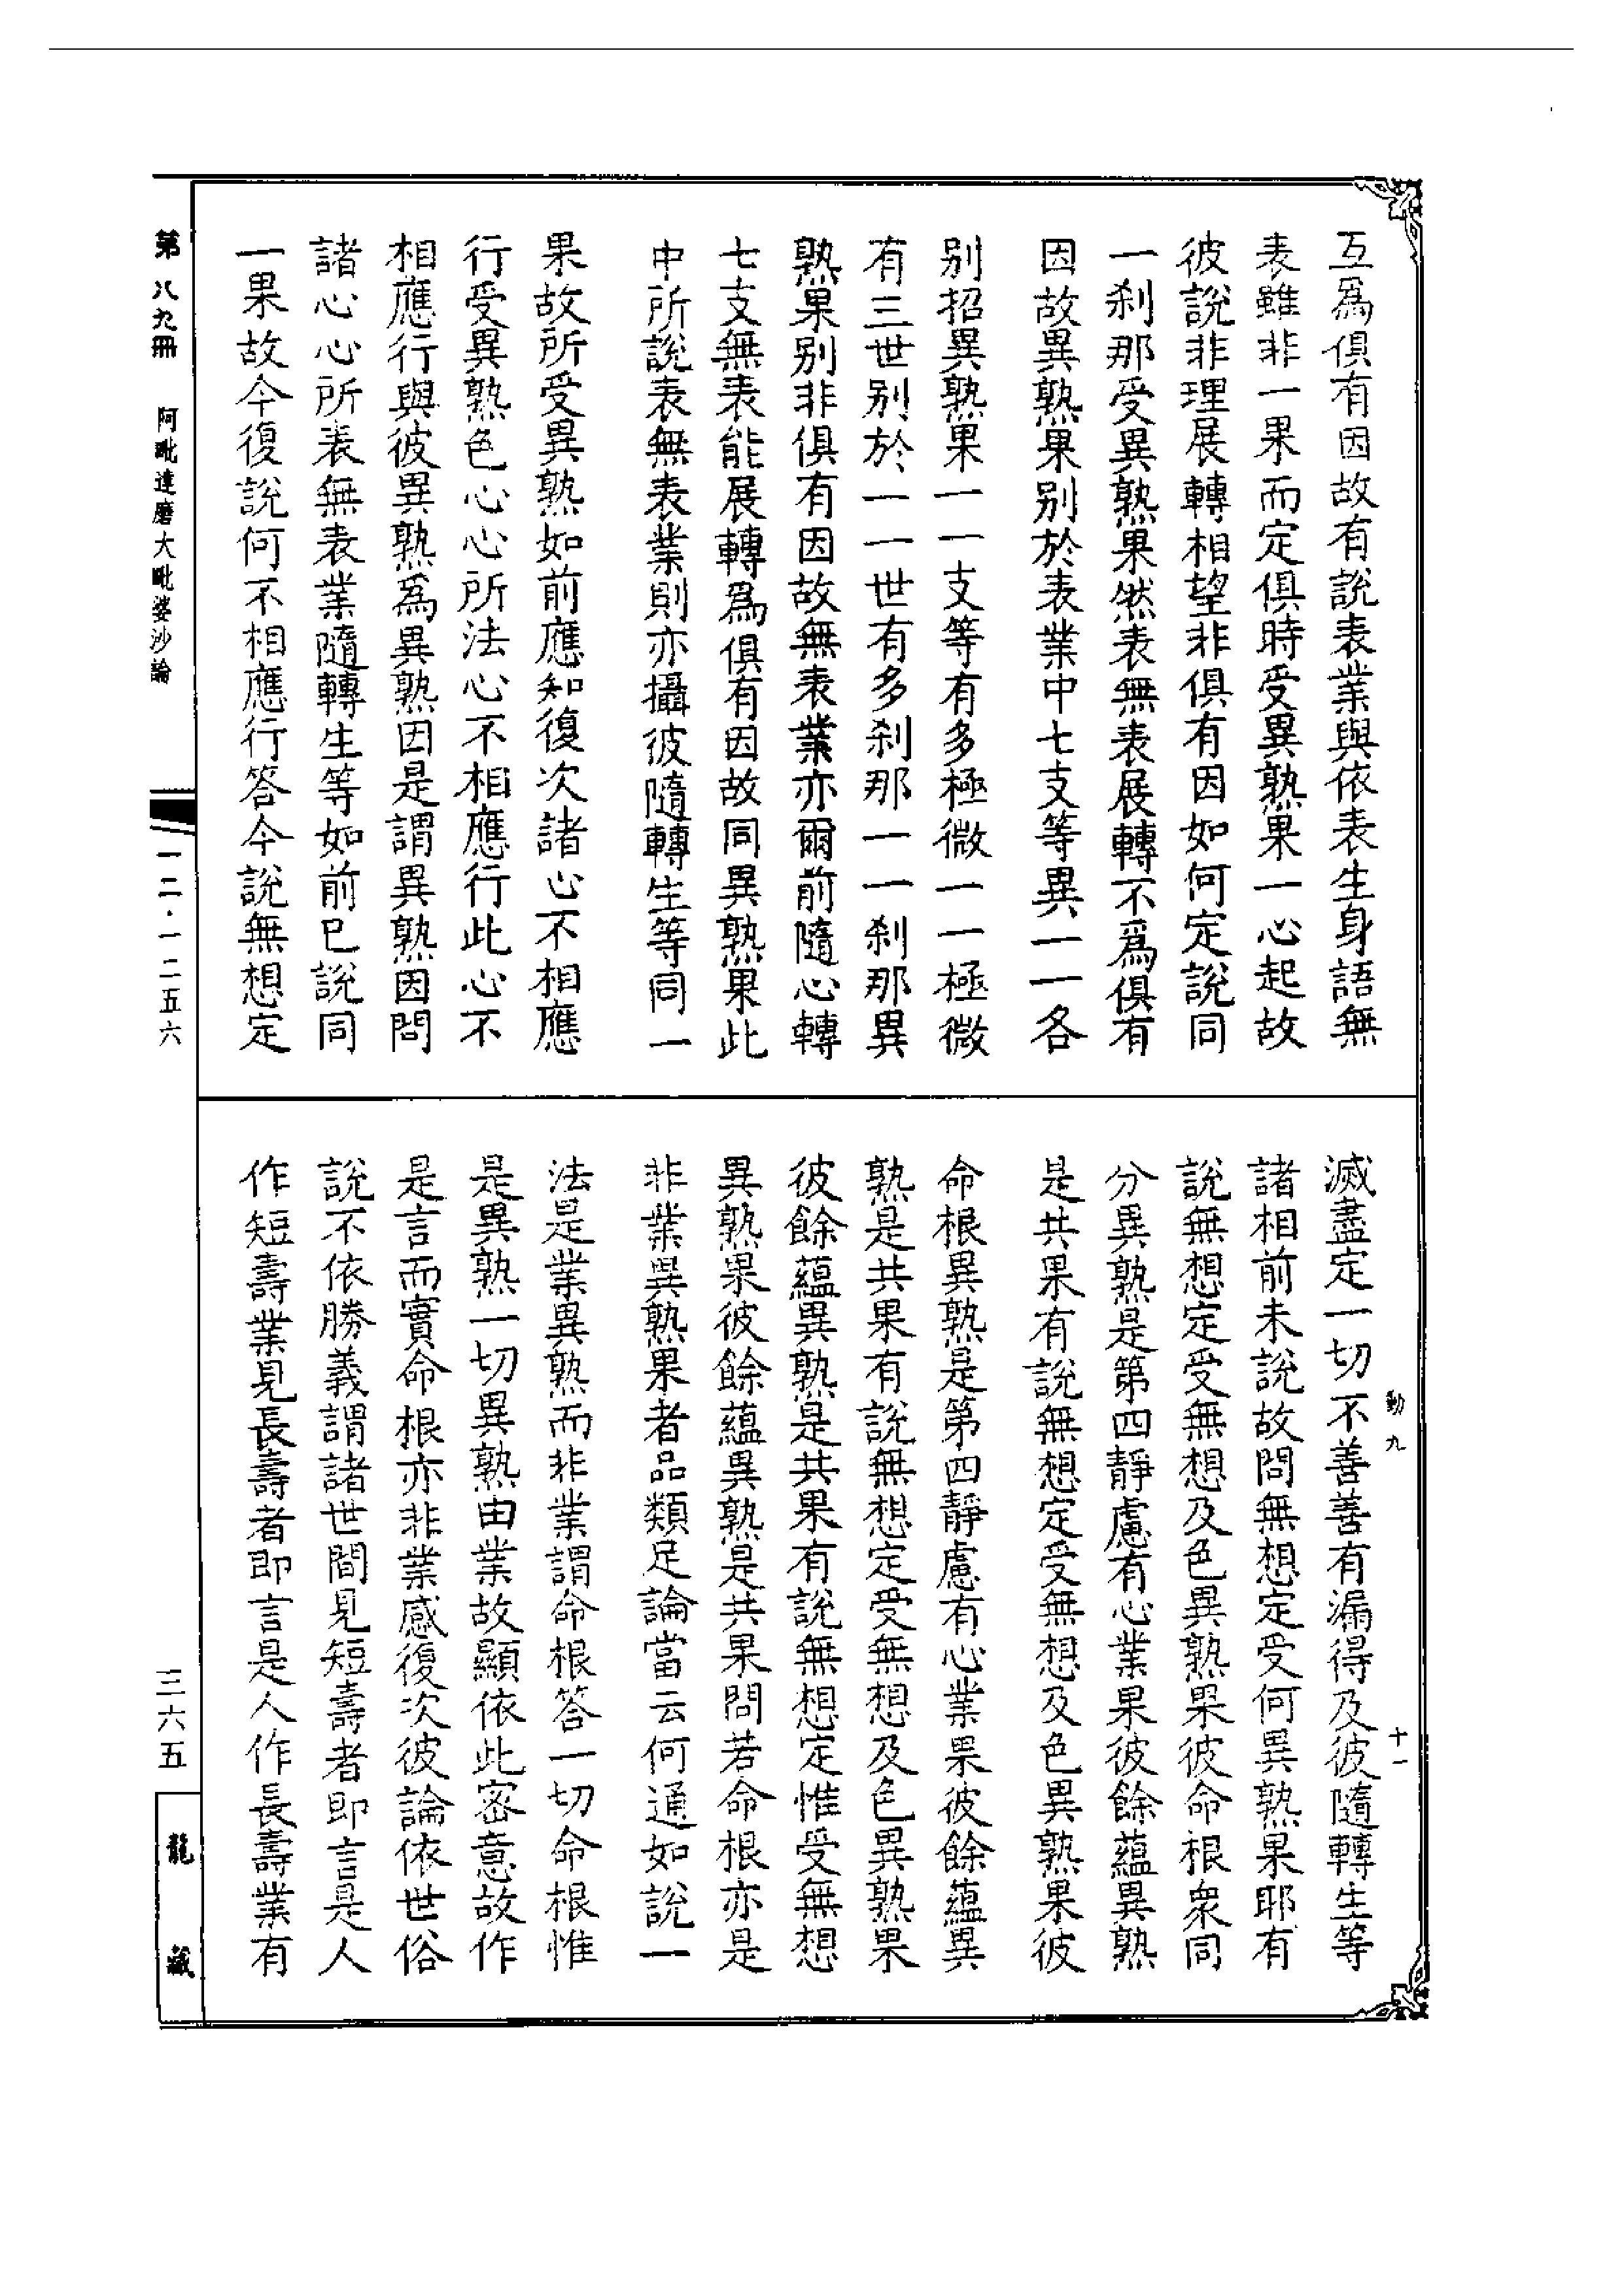 互爲俱有因故有說表業與依表生身語無
表雖非一果而定俱時受異熟果一心起故
彼說非理展轉相望非俱有因如何定說同
一刹那受異熟果然表無表展轉不爲俱有
因故異熟果别於表業中七支等異一一各
别招異熟果一一支等有多極微一一極微
有三世别於一一世有多刹那一一刹那異
熟果别非俱有因故無表業亦爾前隨心轉
七支無表能展轉爲俱有因故同異熟果此
中所說表無表業則亦攝彼隨轉生等同一
果故所受異熟如前應知復次諸心不相應
行受異熟色心心所法心不相應行此心不
相應行與彼異熟爲異熟因是謂異熟因問
諸心心所表無表業隨轉生等如前已說同
一果故今復說何不相應行答今說無想定
滅盡定一切不善善有漏得及彼隨轉生等
諸相前未說故問無想定受何異熟果耶有
說無想定受無想及色異熟果彼命根衆同
分異熟是第四靜慮有心業果彼餘蘊異熟
是共果有說無想定受無想及色異熟果彼
命根異熟是第四靜慮有心業果彼餘蘊異
熟是共果有說無想定受無想及色異熟果
彼餘蘊異熟是共果有說無想定惟受無想
異熟果彼餘蘊異熟是共果問若命根亦是
非業異熟果者品類足論當云何通如說一
法是業異熟而非業謂命根答一切命根惟
是異熟一切異熟由業故顯依此密意故作
是言而實命根亦非業感復次彼論依世俗
說不依勝義謂諸世間見短壽者即言是人
作短壽業見長壽者即言是人作長壽業有
動九
十一
第八九冊
阿毗達磨大毗婆沙論
一二·一二五六
三六五
龍藏